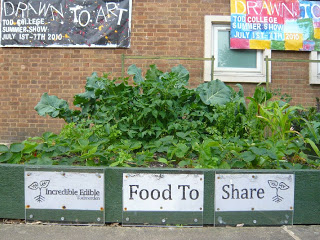 DRAWN TO ART
TOD COLLEGE
SUMMER SHOW
JULY 1ST-7TH 2010
DRAWN TO
TOD COLLEGE
SUMMER SHOW
JULY 1ST-7TH 2010
Incredible Edible
Todmorden
Food To
Share